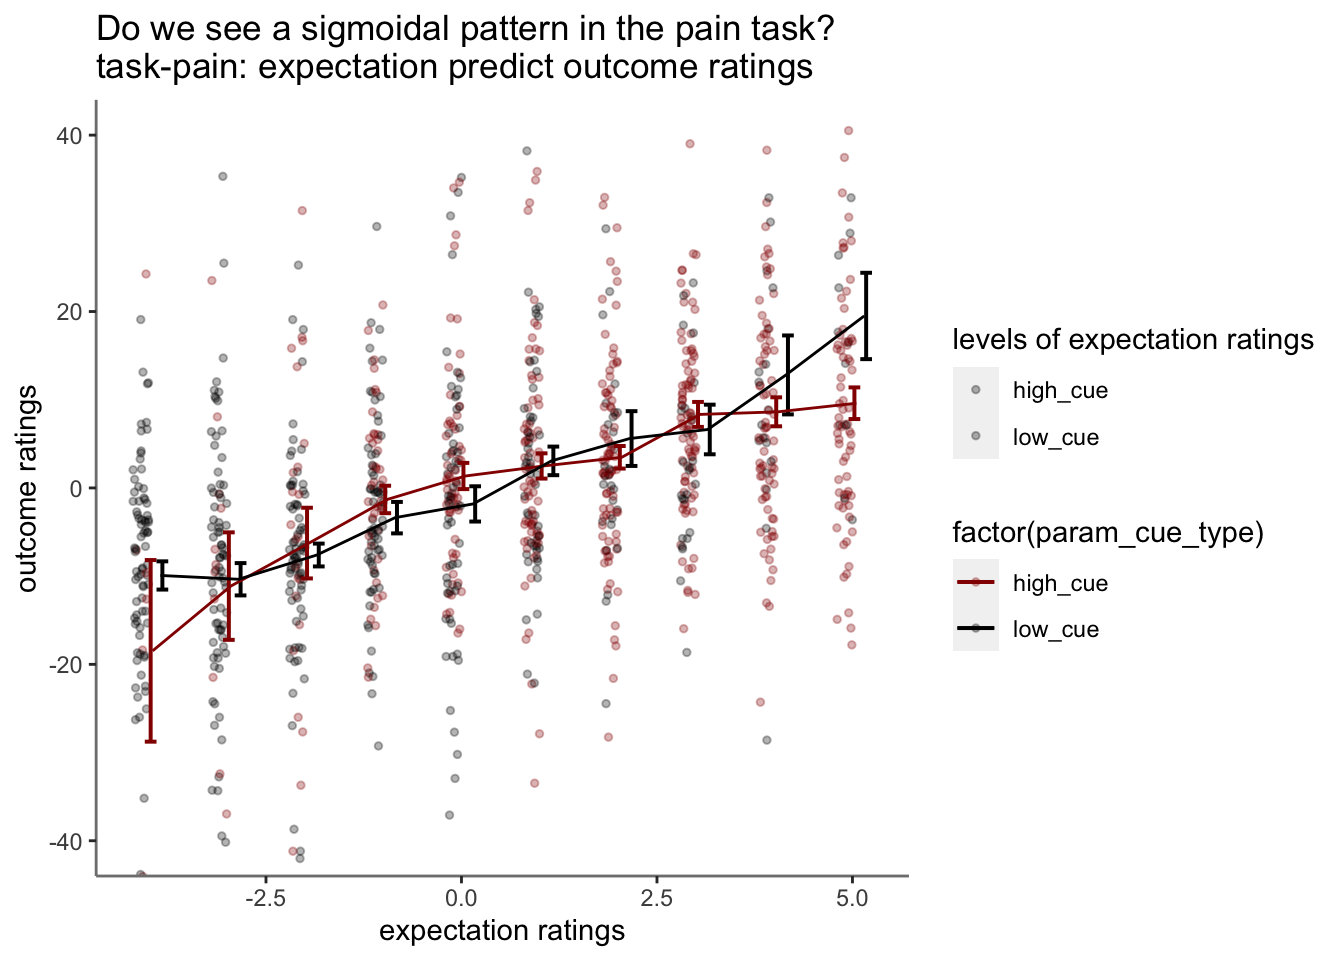 Do we see a sigmoidal pattern in the pain task?
task-pain: expectation predict outcome ratings
outcome ratings
40
20
0
-20
-40
-2.5
0.0
2.5
5.0
expectation ratings
levels of expectation ratings
high_cue
low_cue
factor(param_cue_type)
high_cue
low_cue